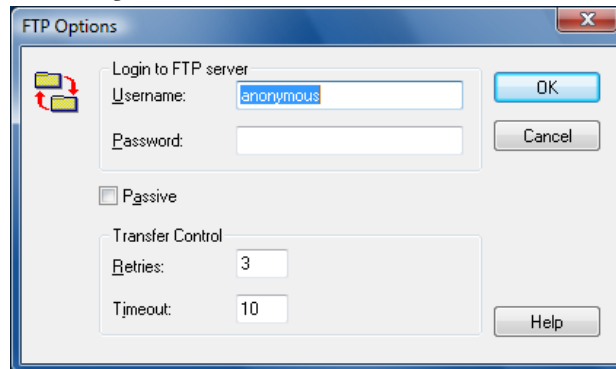 FTP Options
Login to FTP server
Username: anonymous
OK
Password:
Cancel
Passive
Transfer Control
Retries: 3
Timeout: 10
Help